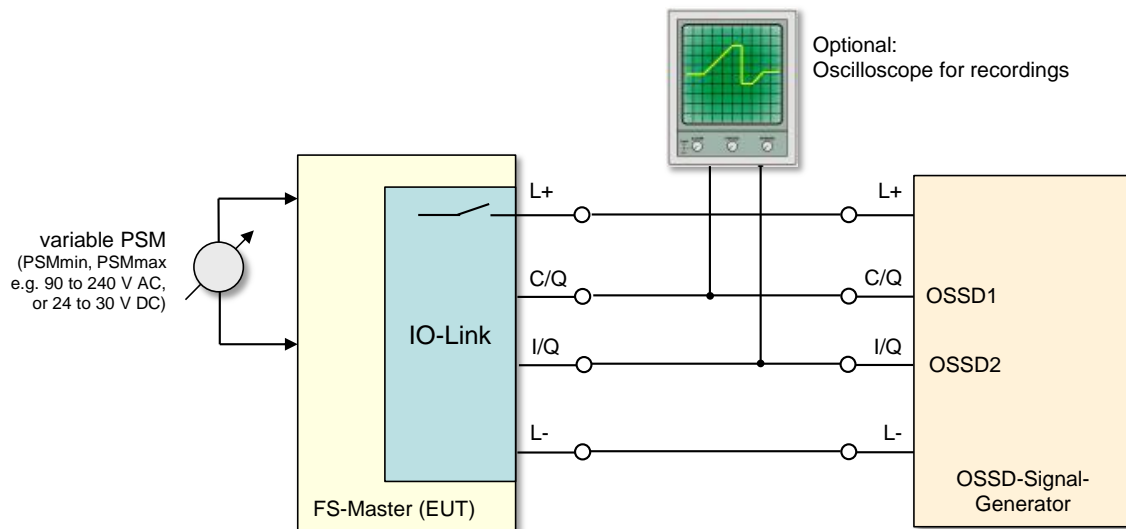 Optional:
Oscilloscope for recordings
L+
L+
variable PSM
(PSMmin, PSMmax
e.g. 90 to 240 V AC,
or 24 to 30 V DC)
C/Q
C/Q
OSSD1
IO-Link
I/Q
I/Q
OSSD2
L-
L-
OSSD-Signal-
Generator
FS-Master (EUT)